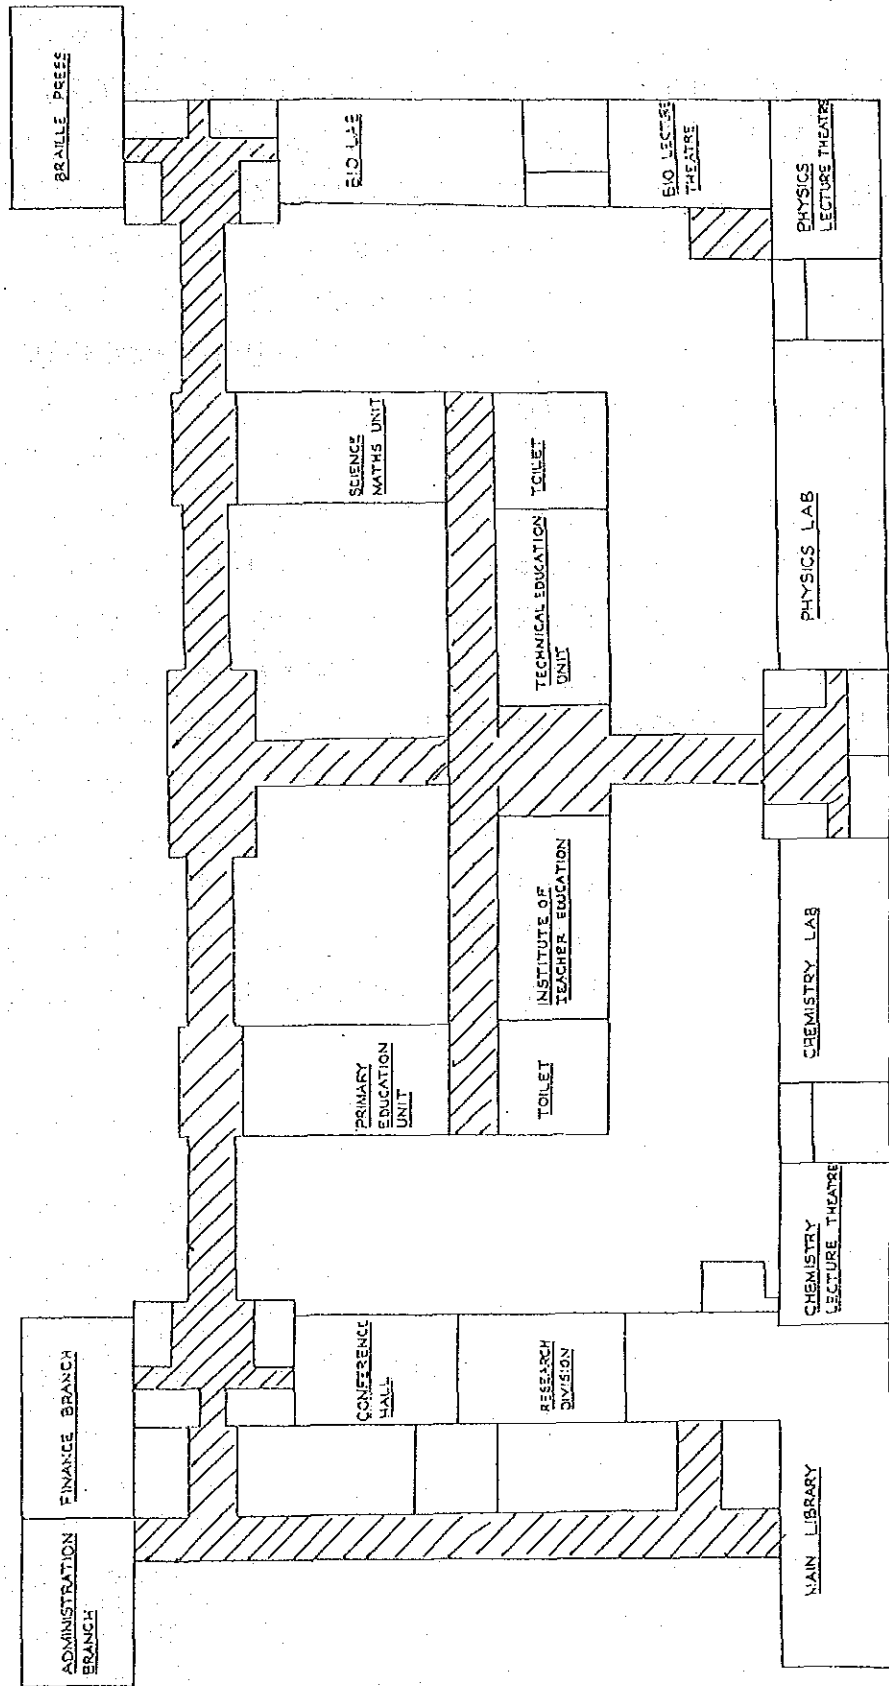 ADMINISTRATION
BRANCH
FINANCE BRANCH
BRAILLE PRESS
CONFERENCE
HALL
PRIMARY
EDUCATION
UNIT
SCIENCE
MATHS UNIT
BIO LAB
RESEARCH
DIVISION
TOILET
INSTITUTE OF
TEACHER EDUCATION
TECHNICAL EDUCATION
UNIT
TOILET
BIO LECTURE
THEATRE
MAIN LIBRARY
CHEMISTRY
LECTURE THEATRE
CHEMISTRY LAB
PHYSICS LAB
PHYSICS
LECTURE THEATRE